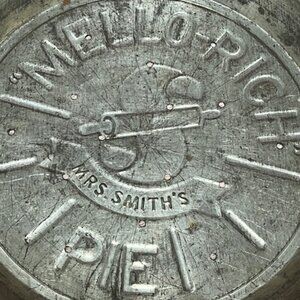 "MELLO-RICH"
MRS. SMITH'S
PIE